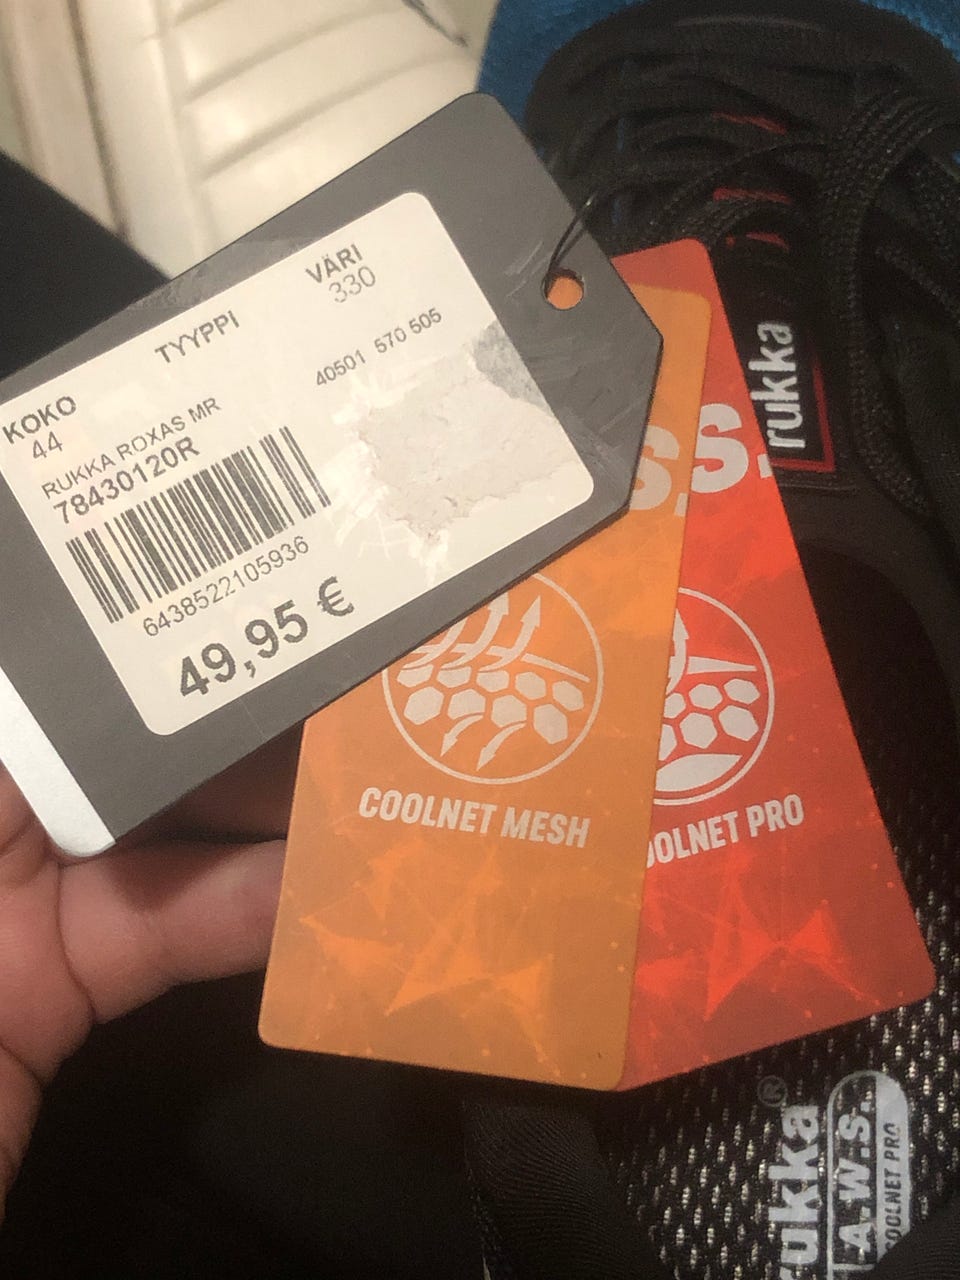 KOKO TYYPPI VÄRI
44 330
RUKKA ROXAS MR 40501 570 505
78430120R
6438522105936
49,95 €
S. S.
COOLNET MESH
OOLNET PRO
rukka
rukka®
A.W.S.
COOLNET PRO